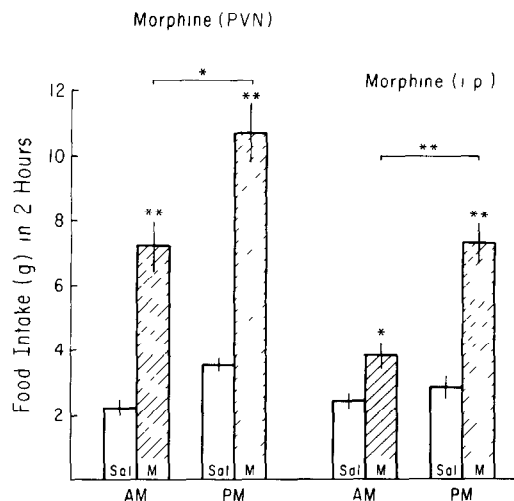 Morphine (PVN)
Morphine (i p)
*
**
**
**
**
*
Food Intake (g) in 2 Hours
12
10
8
6
4
2
Sal M Sal M Sal M Sal M
AM PM AM PM